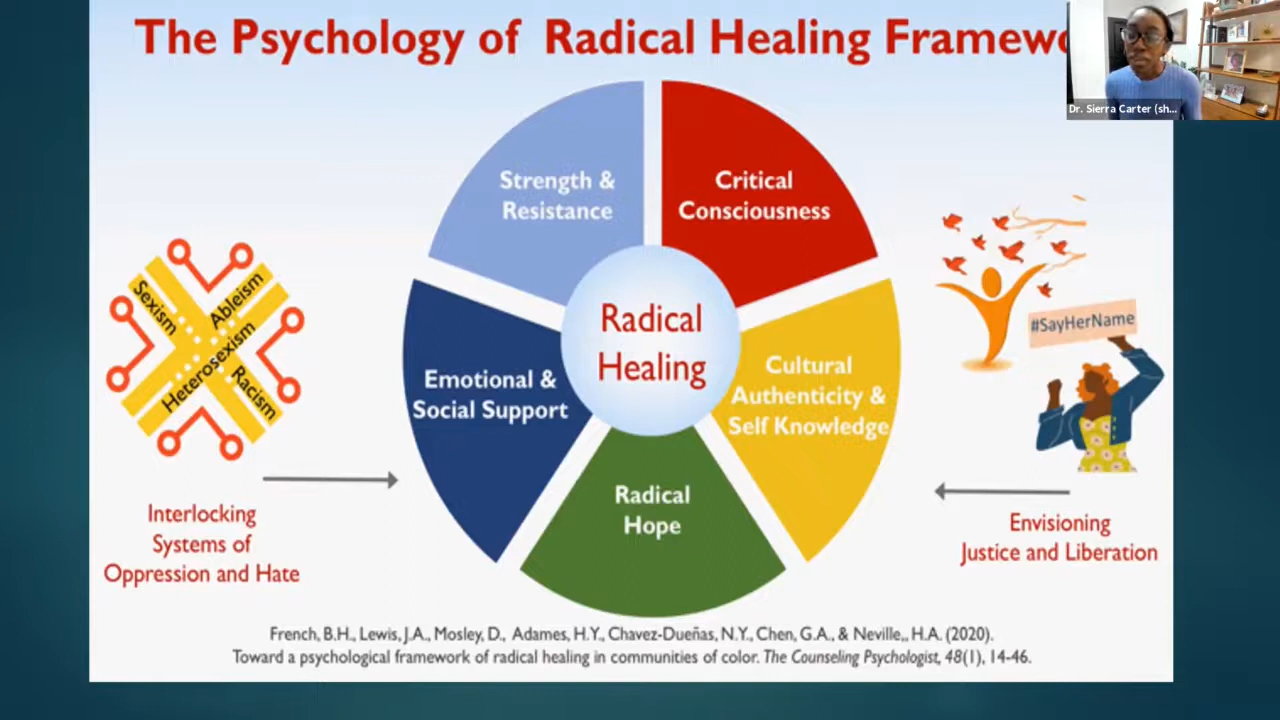 The Psychology of Radical Healing
Dr. Sierra Carter (sh...
Strength &
Resistance
Critical
Consciousness
Sexism
Ableism
Heterosexism
Racism
Radical
Healing
#SayHerName
Emotional &
Social Support
Cultural
Authenticity &
Self Knowledge
Radical
Hope
Interlocking
Systems of
Oppression and Hate
Envisioning
Justice and Liberation
French, B.H., Lewis, J.A., Mosley, D., Adames, H.Y., Chavez-Dueñas, N.Y., Chen, G.A., & Neville,, H.A. (2020).
Toward a psychological framework of radical healing in communities of color. The Counseling Psychologist, 48(1), 14-46.